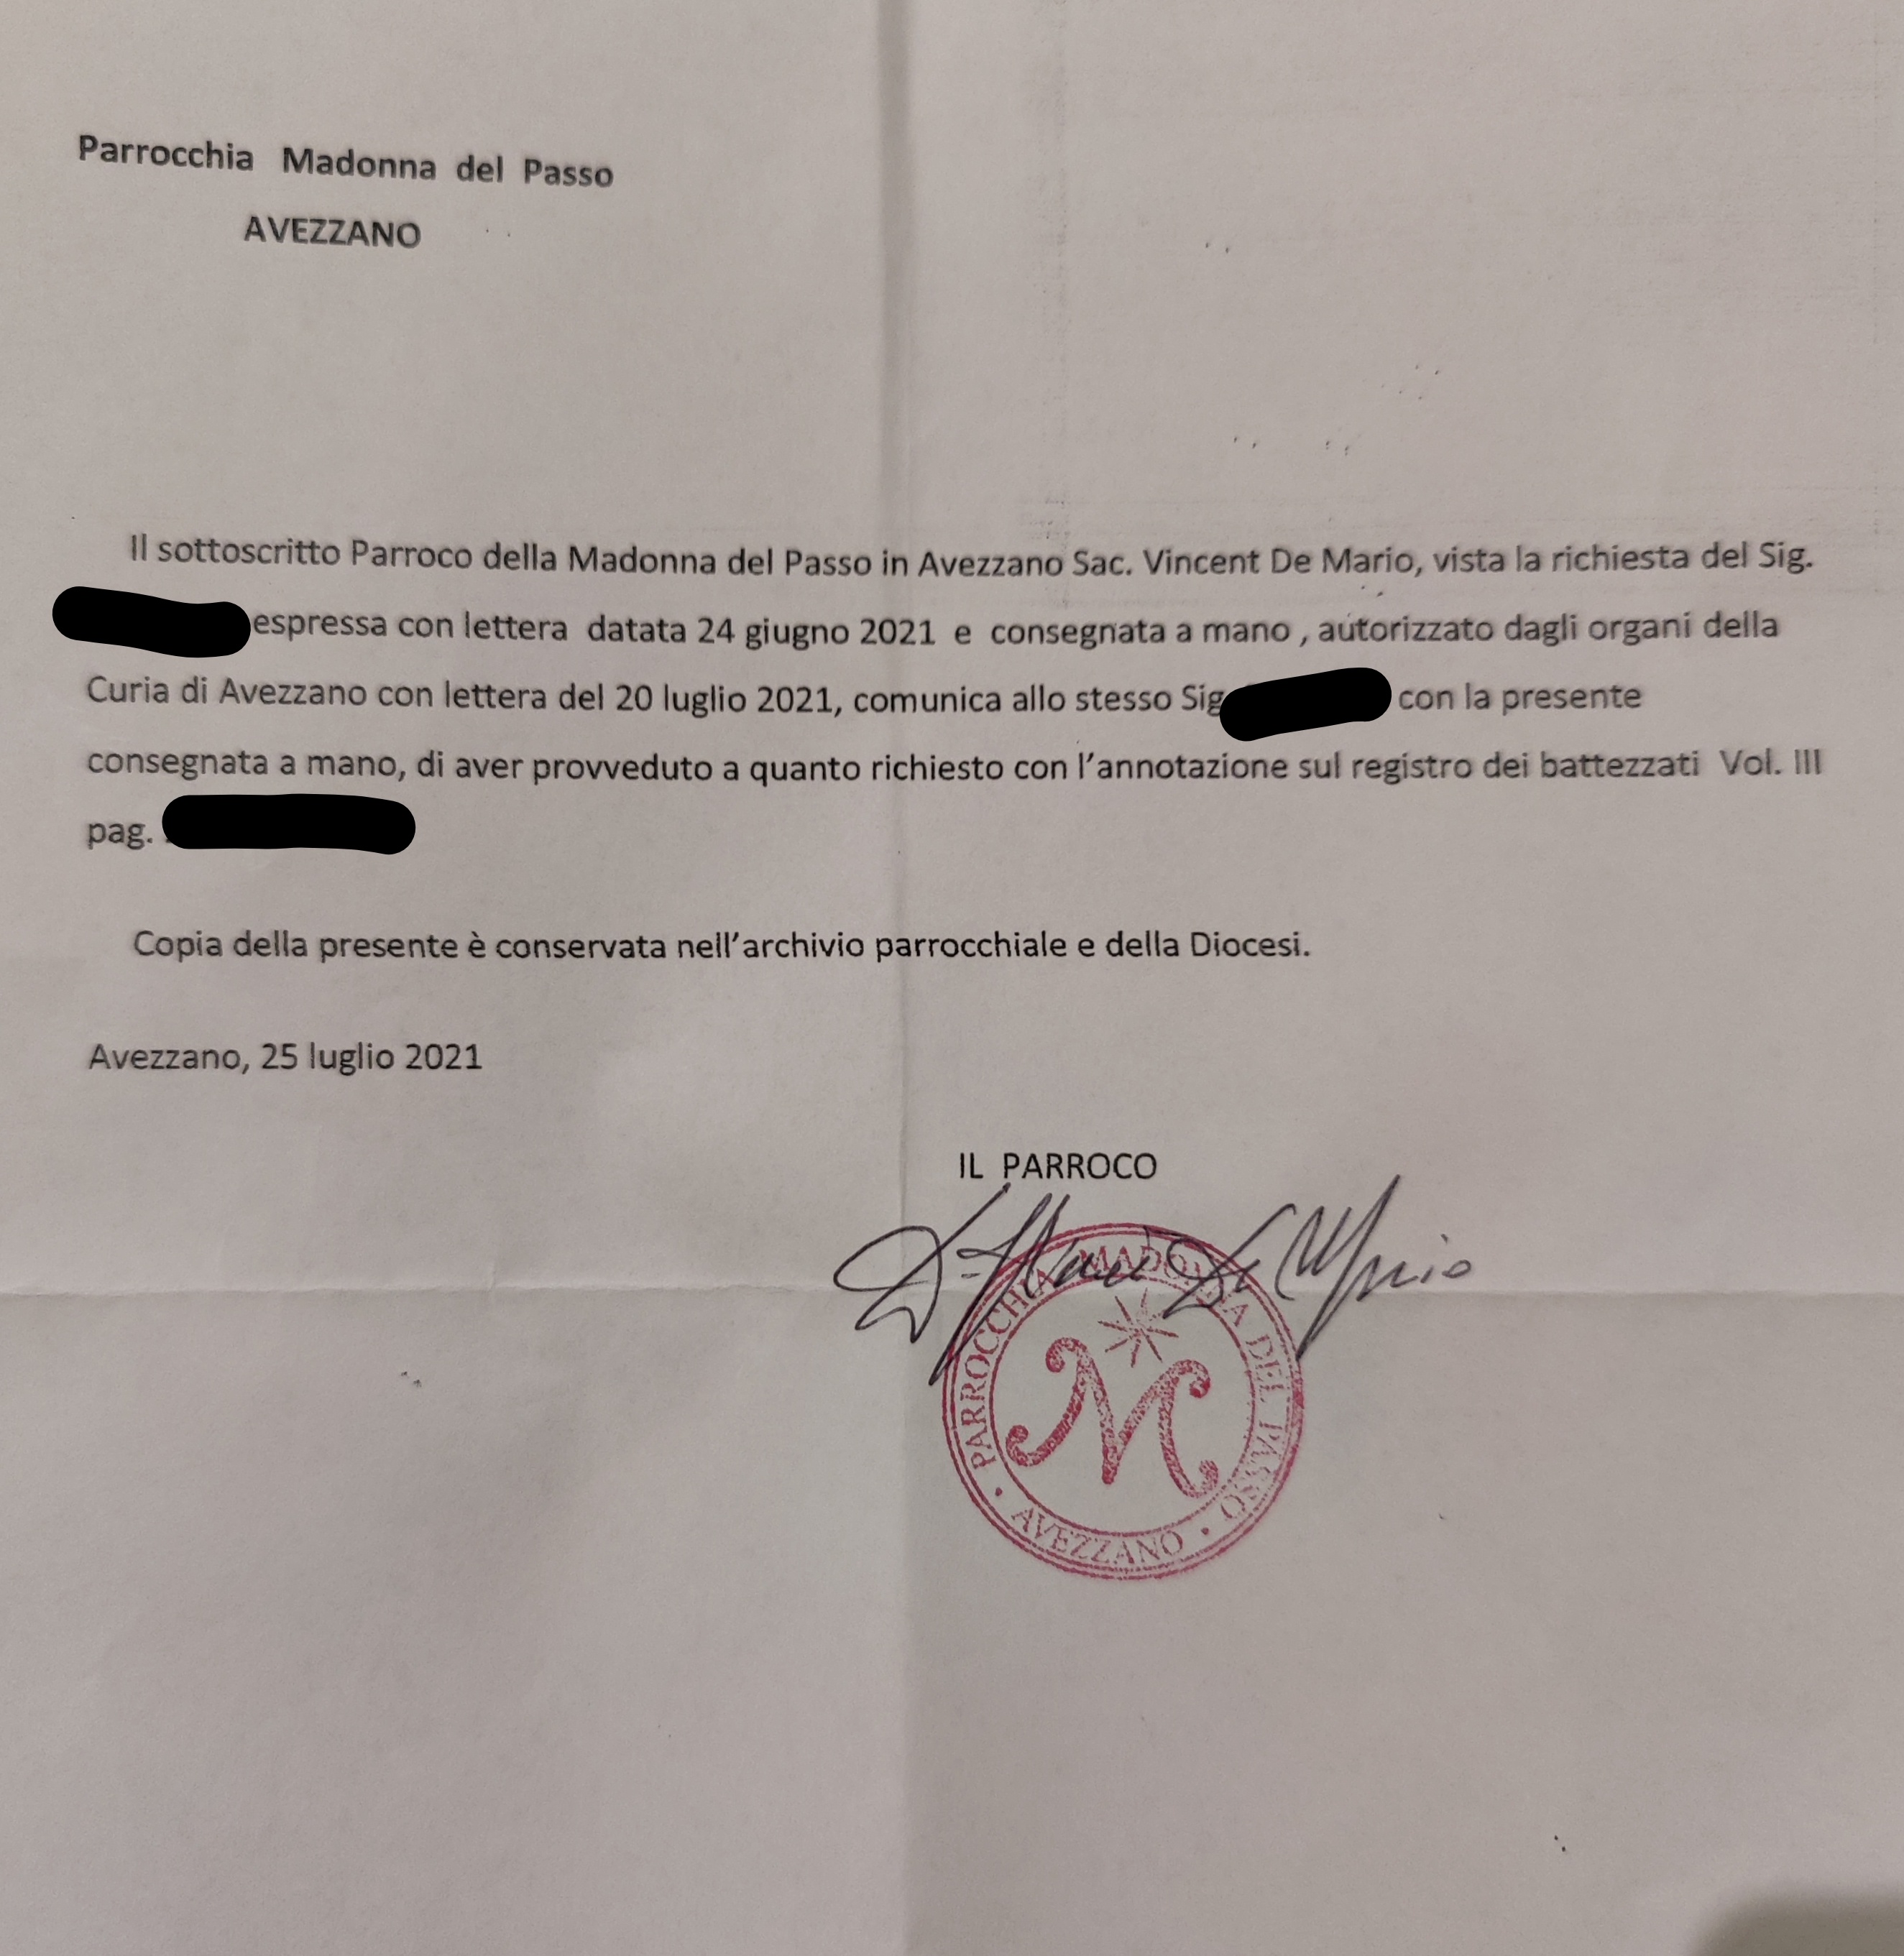 Parrocchia Madonna del Passo
AVEZZANO
Il sottoscritto Parroco della Madonna del Passo in Avezzano Sac. Vincent De Mario, vista la richiesta del Sig.
espressa con lettera datata 24 giugno 2021 e consegnata a mano , autorizzato dagli organi della
Curia di Avezzano con lettera del 20 luglio 2021, comunica allo stesso Sig
con la presente
consegnata a mano, di aver provveduto a quanto richiesto con l'annotazione sul registro dei battezzati Vol. III
pag.
Copia della presente è conservata nell'archivio parrocchiale e della Diocesi.
Avezzano, 25 luglio 2021
IL PARROCO
PARROCCHIA MADONNA DEL PASSO
M
• AVEZZANO •